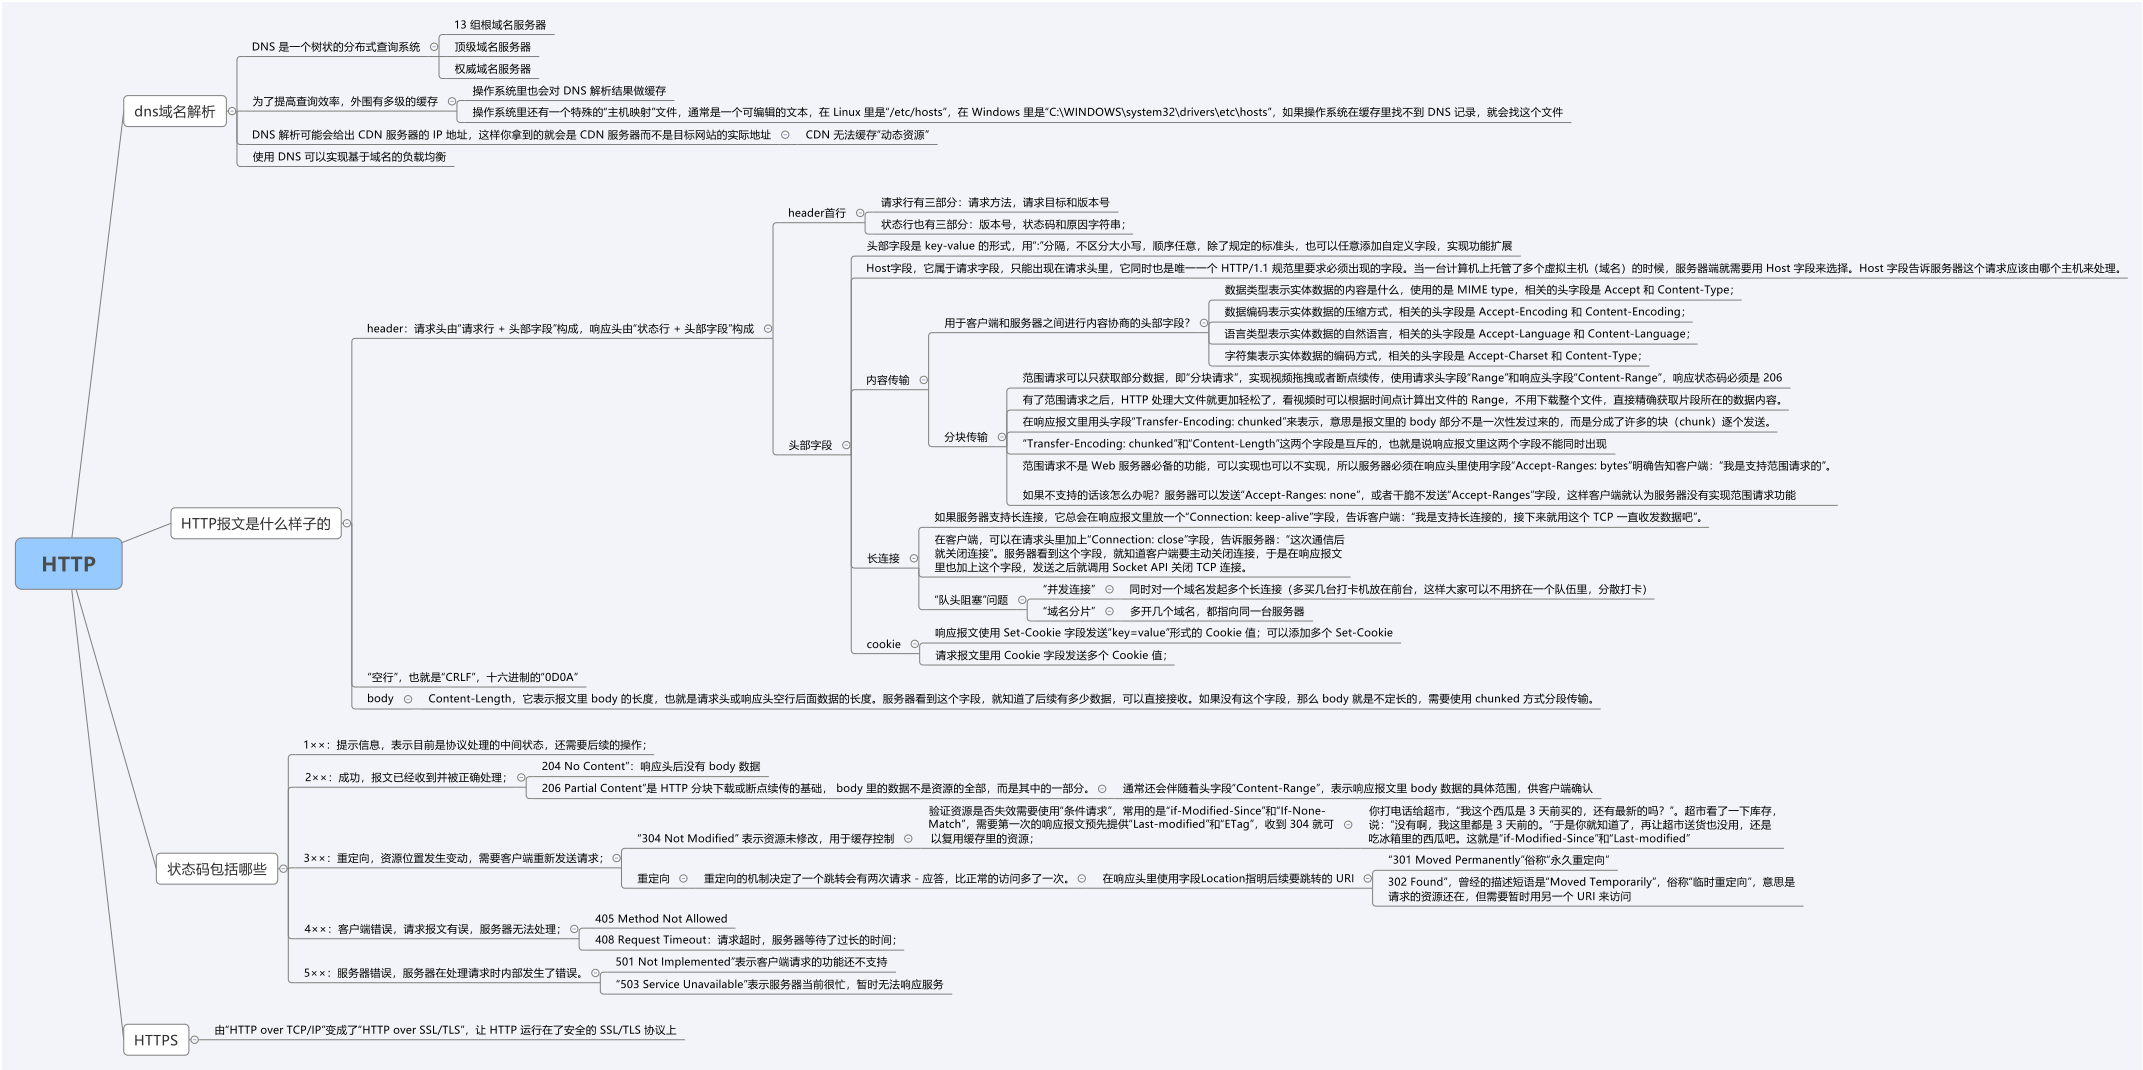 HTTP
dns域名解析
DNS 是一个树状的分布式查询系统
13 组根域名服务器
顶级域名服务器
权威域名服务器
为了提高查询效率，外围有多级的缓存
操作系统里也会对 DNS 解析结果做缓存
操作系统里还有一个特殊的“主机映射”文件，通常是一个可编辑的文本，在 Linux 里是“/etc/hosts”，在 Windows 里是“C:\WINDOWS\system32\drivers\etc\hosts”，如果操作系统在缓存里找不到 DNS 记录，就会找这个文件
DNS 解析可能会给出 CDN 服务器的 IP 地址，这样你拿到的就会是 CDN 服务器而不是目标网站的实际地址
CDN 无法缓存“动态资源”
使用 DNS 可以实现基于域名的负载均衡
HTTP报文是什么样子的
header：请求头由“请求行 + 头部字段”构成，响应头由“状态行 + 头部字段”构成
header首行
请求行有三部分：请求方法，请求目标和版本号
状态行也有三部分：版本号，状态码和原因字符串；
头部字段
头部字段是 key-value 的形式，用“:”分隔，不区分大小写，顺序任意，除了规定的标准头，也可以任意添加自定义字段，实现功能扩展
Host字段，它属于请求字段，只能出现在请求头里，它同时也是唯一一个 HTTP/1.1 规范里要求必须出现的字段。当一台计算机上托管了多个虚拟主机（域名）的时候，服务器端就需要用 Host 字段来选择。Host 字段告诉服务器这个请求应该由哪个主机来处理。
内容传输
用于客户端和服务器之间进行内容协商的头部字段？
数据类型表示实体数据的内容是什么，使用的是 MIME type，相关的头字段是 Accept 和 Content-Type；
数据编码表示实体数据的压缩方式，相关的头字段是 Accept-Encoding 和 Content-Encoding；
语言类型表示实体数据的自然语言，相关的头字段是 Accept-Language 和 Content-Language；
字符集表示实体数据的编码方式，相关的头字段是 Accept-Charset 和 Content-Type；
分块传输
范围请求可以只获取部分数据，即“分块请求”，实现视频拖拽或者断点续传，使用请求头字段“Range”和响应头字段“Content-Range”，响应状态码必须是 206
有了范围请求之后，HTTP 处理大文件就更加轻松了，看视频时可以根据时间点计算出文件的 Range，不用下载整个文件，直接精确获取片段所在的数据内容。
在响应报文里用头字段“Transfer-Encoding: chunked”来表示，意思是报文里的 body 部分不是一次性发过来的，而是分成了许多的块（chunk）逐个发送。
“Transfer-Encoding: chunked”和“Content-Length”这两个字段是互斥的，也就是说响应报文里这两个字段不能同时出现
范围请求不是 Web 服务器必备的功能，可以实现也可以不实现，所以服务器必须在响应头里使用字段“Accept-Ranges: bytes”明确告知客户端：“我是支持范围请求的”。
如果不支持的话该怎么办呢？服务器可以发送“Accept-Ranges: none”，或者干脆不发送“Accept-Ranges”字段，这样客户端就认为服务器没有实现范围请求功能
长连接
如果服务器支持长连接，它总会在响应报文里放一个“Connection: keep-alive”字段，告诉客户端：“我是支持长连接的，接下来就用这个 TCP 一直收发数据吧”。
在客户端，可以在请求头里加上“Connection: close”字段，告诉服务器：“这次通信后
就关闭连接”。服务器看到这个字段，就知道客户端要主动关闭连接，于是在响应报文
里也加上这个字段，发送之后就调用 Socket API 关闭 TCP 连接。
“队头阻塞”问题
“并发连接”
同时对一个域名发起多个长连接（多买几台打卡机放在前台，这样大家可以不用挤在一个队伍里，分散打卡）
“域名分片”
多开几个域名，都指向同一台服务器
cookie
响应报文使用 Set-Cookie 字段发送“key=value”形式的 Cookie 值；可以添加多个 Set-Cookie
请求报文里用 Cookie 字段发送多个 Cookie 值；
“空行”，也就是“CRLF”，十六进制的“0D0A”
body
Content-Length，它表示报文里 body 的长度，也就是请求头或响应头空行后面数据的长度。服务器看到这个字段，就知道了后续有多少数据，可以直接接收。如果没有这个字段，那么 body 就是不定长的，需要使用 chunked 方式分段传输。
状态码包括哪些
1××：提示信息，表示目前是协议处理的中间状态，还需要后续的操作；
2××：成功，报文已经收到并被正确处理；
204 No Content”：响应头后没有 body 数据
206 Partial Content”是 HTTP 分块下载或断点续传的基础， body 里的数据不是资源的全部，而是其中的一部分。
通常还会伴随着头字段“Content-Range”，表示响应报文里 body 数据的具体范围，供客户端确认
3××：重定向，资源位置发生变动，需要客户端重新发送请求；
“304 Not Modified” 表示资源未修改，用于缓存控制
验证资源是否失效需要使用“条件请求”，常用的是“if-Modified-Since”和“If-None-
Match”，需要第一次的响应报文预先提供“Last-modified”和“ETag”，收到 304 就可
以复用缓存里的资源；
你打电话给超市，“我这个西瓜是 3 天前买的，还有最新的吗？”。超市看了一下库存，
说：“没有啊，我这里都是 3 天前的。”于是你就知道了，再让超市送货也没用，还是
吃冰箱里的西瓜吧。这就是“if-Modified-Since”和“Last-modified”
重定向
重定向的机制决定了一个跳转会有两次请求 - 应答，比正常的访问多了一次。
在响应头里使用字段Location指明后续要跳转的 URI
“301 Moved Permanently”俗称“永久重定向”
302 Found”，曾经的描述短语是“Moved Temporarily”，俗称“临时重定向”，意思是
请求的资源还在，但需要暂时用另一个 URI 来访问
4××：客户端错误，请求报文有误，服务器无法处理；
405 Method Not Allowed
408 Request Timeout：请求超时，服务器等待了过长的时间；
5××：服务器错误，服务器在处理请求时内部发生了错误。
501 Not Implemented”表示客户端请求的功能还不支持
“503 Service Unavailable”表示服务器当前很忙，暂时无法响应服务
HTTPS
由“HTTP over TCP/IP”变成了“HTTP over SSL/TLS”，让 HTTP 运行在了安全的 SSL/TLS 协议上